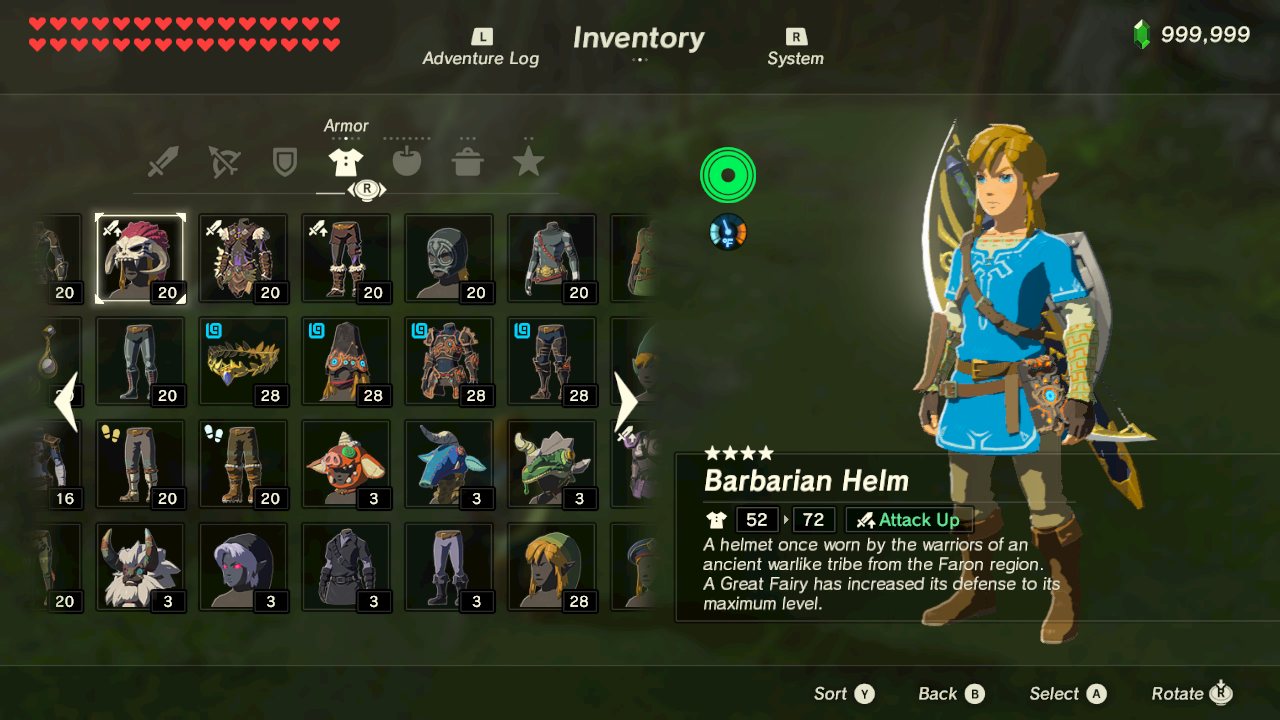 L Inventory R 999,999
Adventure Log System
Armor
R
20 20 20 20 20 20
20 28 28 28 28
°F
16 20 20 3 3 3
20 3 3 3 3 28
Barbarian Helm
52 72 Attack Up
A helmet once worn by the warriors of an
ancient warlike tribe from the Faron region.
A Great Fairy has increased its defense to its
maximum level.
Sort Y Back B Select A Rotate R